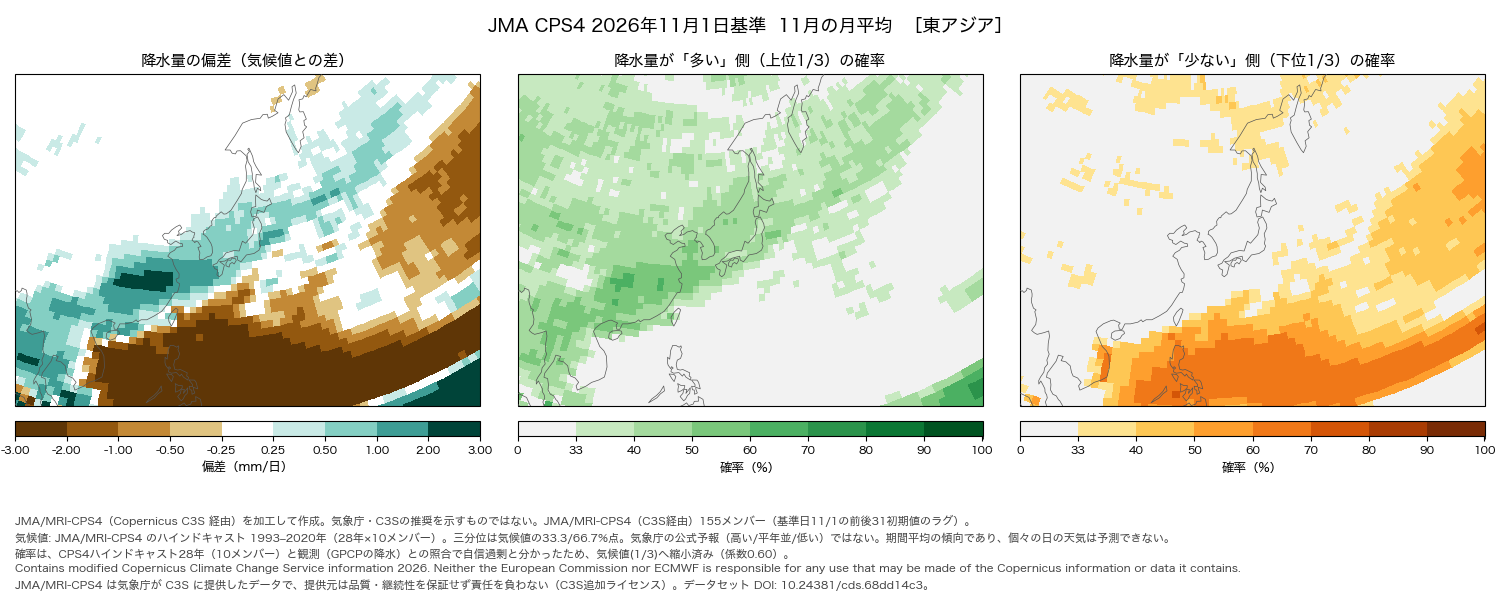 JMA CPS4 2026年11月1日基準 11月の月平均 ［東アジア］
降水量の偏差（気候値との差）
降水量が「多い」側（上位1/3）の確率
降水量が「少ない」側（下位1/3）の確率
-3.00 -2.00 -1.00 -0.50 -0.25 0.25 0.50 1.00 2.00 3.00
偏差（mm/日）
0 33 40 50 60 70 80 90 100
確率（%）
0 33 40 50 60 70 80 90 100
確率（%）
JMA/MRI-CPS4（Copernicus C3S 経由）を加工して作成。気象庁・C3Sの推奨を示すものではない。JMA/MRI-CPS4（C3S経由）155メンバー（基準日11/1の前後31初期値のラグ）。
気候値: JMA/MRI-CPS4 のハインドキャスト 1993–2020年（28年×10メンバー）。三分位は気候値の33.3/66.7%点。気象庁の公式予報（高い/平年並/低い）ではない。期間平均の傾向であり、個々の日の天気は予測できない。
確率は、CPS4ハインドキャスト28年（10メンバー）と観測（GPCPの降水）との照合で自信過剰と分かったため、気候値(1/3)へ縮小済み（係数0.60）。
Contains modified Copernicus Climate Change Service information 2026. Neither the European Commission nor ECMWF is responsible for any use that may be made of the Copernicus information or data it contains.
JMA/MRI-CPS4 は気象庁が C3S に提供したデータで、提供元は品質・継続性を保証せず責任を負わない（C3S追加ライセンス）。データセット DOI: 10.24381/cds.68dd14c3。